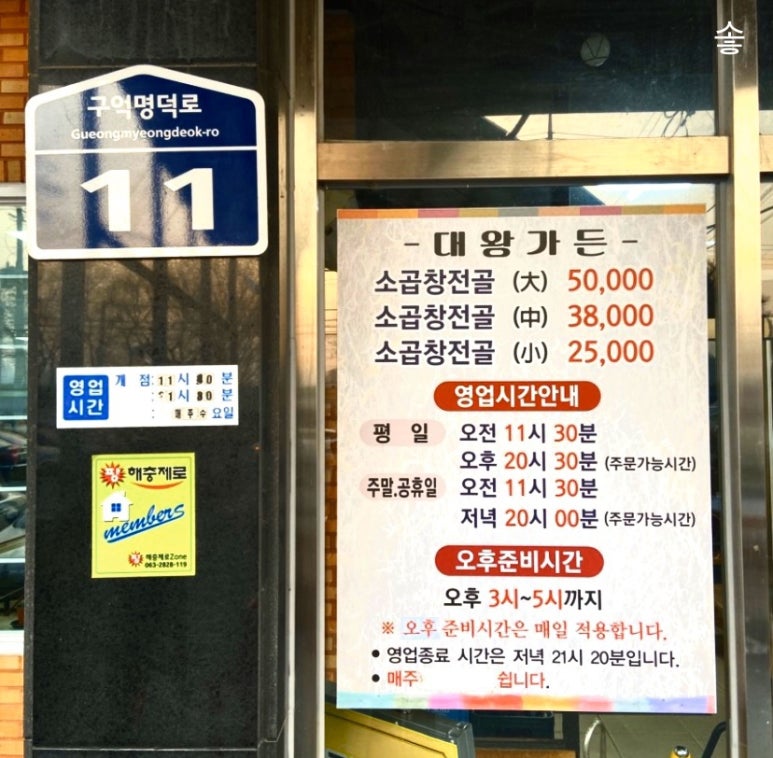 구억명덕로
Gueongmyeongdeok-ro
11
영업
시간
개 점:11시 분
: 시 30분
: 매주수요일
해충제로
members
해충제로Zone
063-2828-119
- 대왕가든 -
소곱창전골 (大) 50,000
소곱창전골 (中) 38,000
소곱창전골 (小) 25,000
영업시간안내
평 일 오전 11시 30분
오후 20시 30분 (주문가능시간)
주말.공휴일 오전 11시 30분
저녁 20시 00분 (주문가능시간)
오후준비시간
오후 3시~5시까지
※ 오후 준비시간은 매일 적용합니다.
• 영업종료 시간은 저녁 21시 20분입니다.
• 매주 쉽니다.